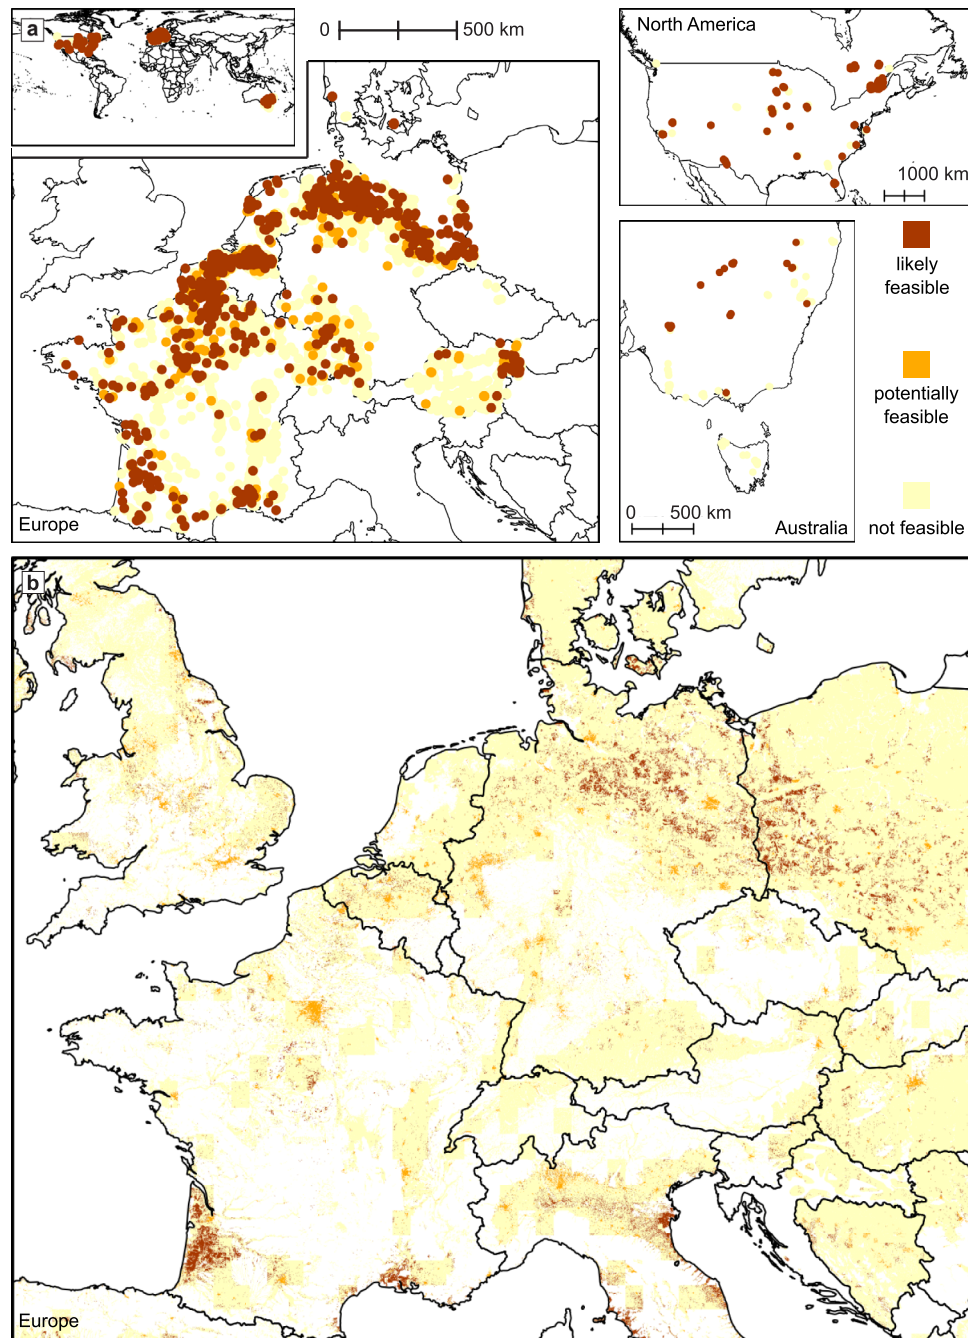 a
0 500 km
North America
1000 km
Europe
likely
feasible
potentially
feasible
not feasible
0 500 km
Australia
b
Europe